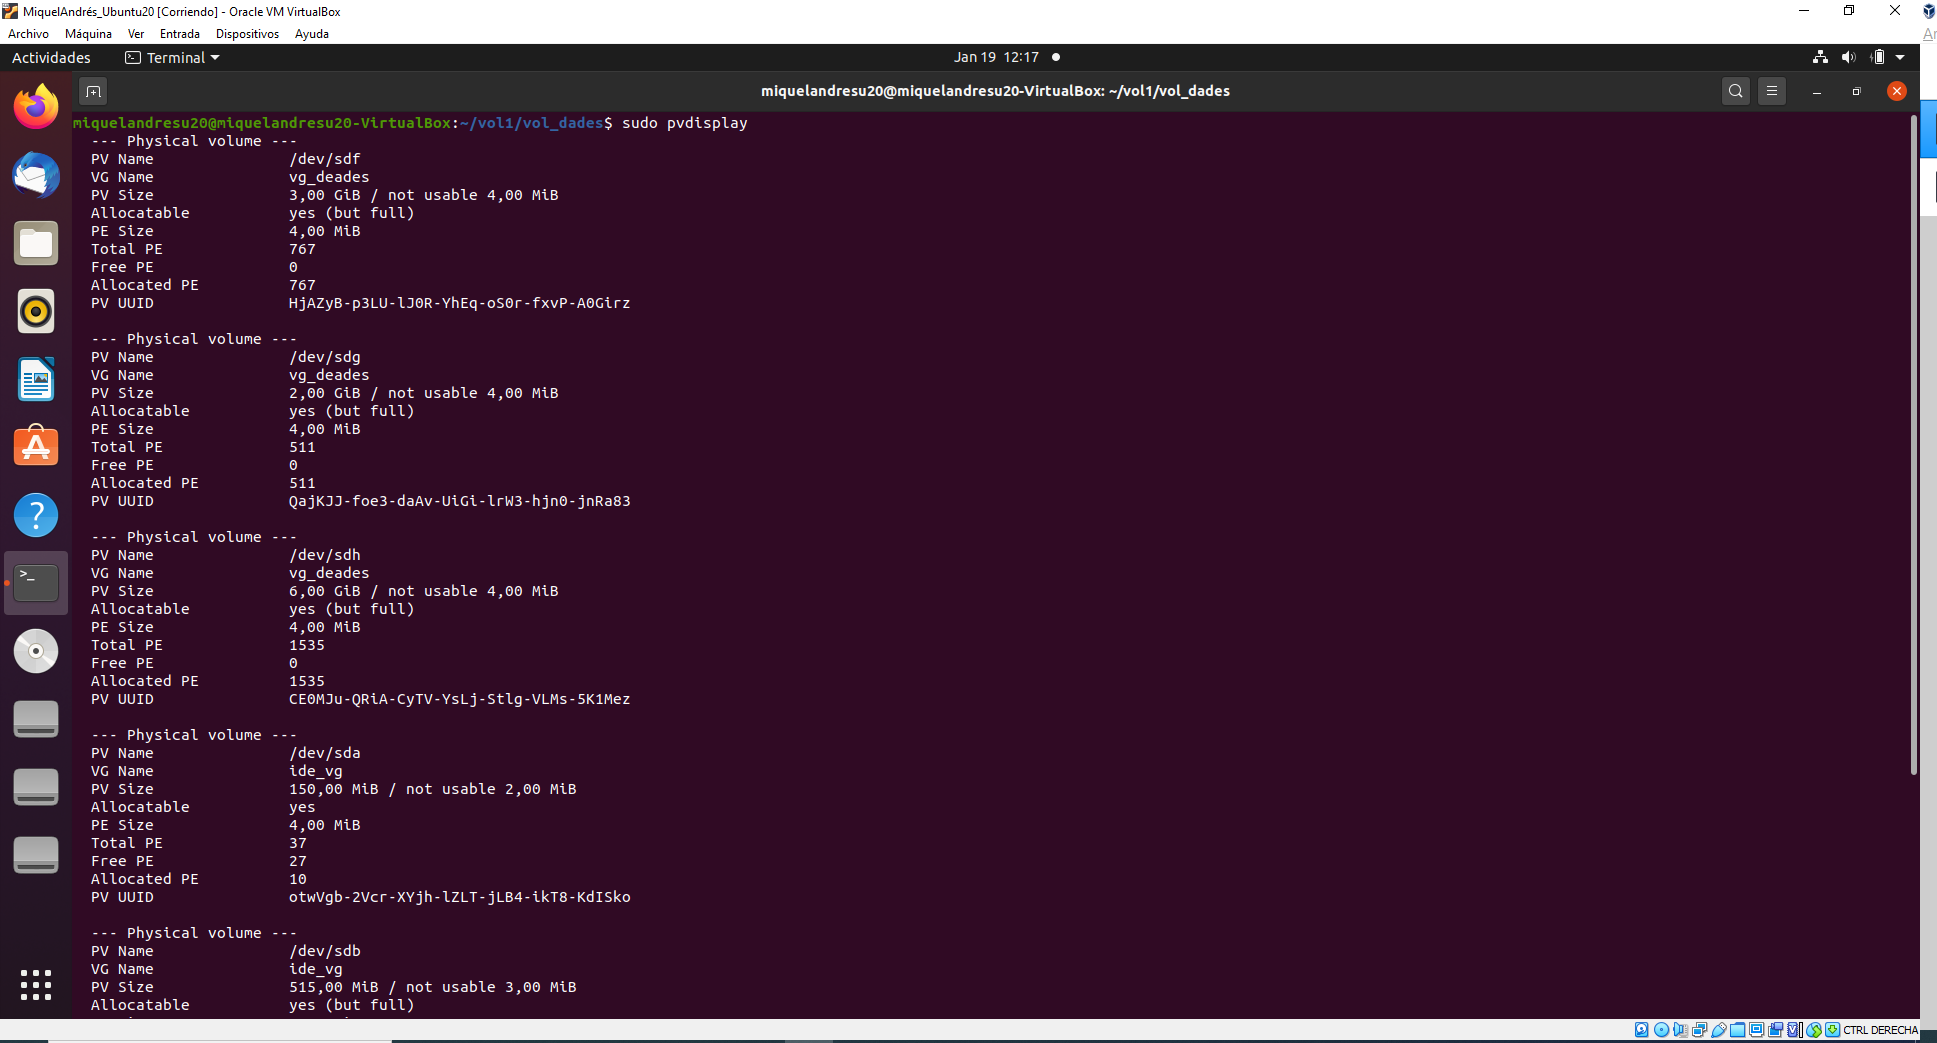 MiquelAndrés_Ubuntu20 [Corriendo] - Oracle VM VirtualBox
Archivo Máquina Ver Entrada Dispositivos Ayuda
Actividades Terminal Jan 19 12:17
miquelandresu20@miquelandresu20-VirtualBox: ~/vol1/vol_dades
miquelandresu20@miquelandresu20-VirtualBox:~/vol1/vol_dades$ sudo pvdisplay
--- Physical volume ---
PV Name /dev/sdf
VG Name vg_deades
PV Size 3,00 GiB / not usable 4,00 MiB
Allocatable yes (but full)
PE Size 4,00 MiB
Total PE 767
Free PE 0
Allocated PE 767
PV UUID HjAZyB-p3LU-lJ0R-YhEq-oS0r-fxvP-A0Girz
--- Physical volume ---
PV Name /dev/sdg
VG Name vg_deades
PV Size 2,00 GiB / not usable 4,00 MiB
Allocatable yes (but full)
PE Size 4,00 MiB
Total PE 511
Free PE 0
Allocated PE 511
PV UUID QajKJJ-foe3-daAv-UiGi-lrW3-hjn0-jnRa83
--- Physical volume ---
PV Name /dev/sdh
VG Name vg_deades
PV Size 6,00 GiB / not usable 4,00 MiB
Allocatable yes (but full)
PE Size 4,00 MiB
Total PE 1535
Free PE 0
Allocated PE 1535
PV UUID CE0MJu-QRiA-CyTV-YsLj-Stlg-VLMs-5K1Mez
--- Physical volume ---
PV Name /dev/sda
VG Name ide_vg
PV Size 150,00 MiB / not usable 2,00 MiB
Allocatable yes
PE Size 4,00 MiB
Total PE 37
Free PE 27
Allocated PE 10
PV UUID otwVgb-2Vcr-XYjh-lZLT-jLB4-ikT8-KdISko
--- Physical volume ---
PV Name /dev/sdb
VG Name ide_vg
PV Size 515,00 MiB / not usable 3,00 MiB
Allocatable yes (but full)
CTRL DERECHA